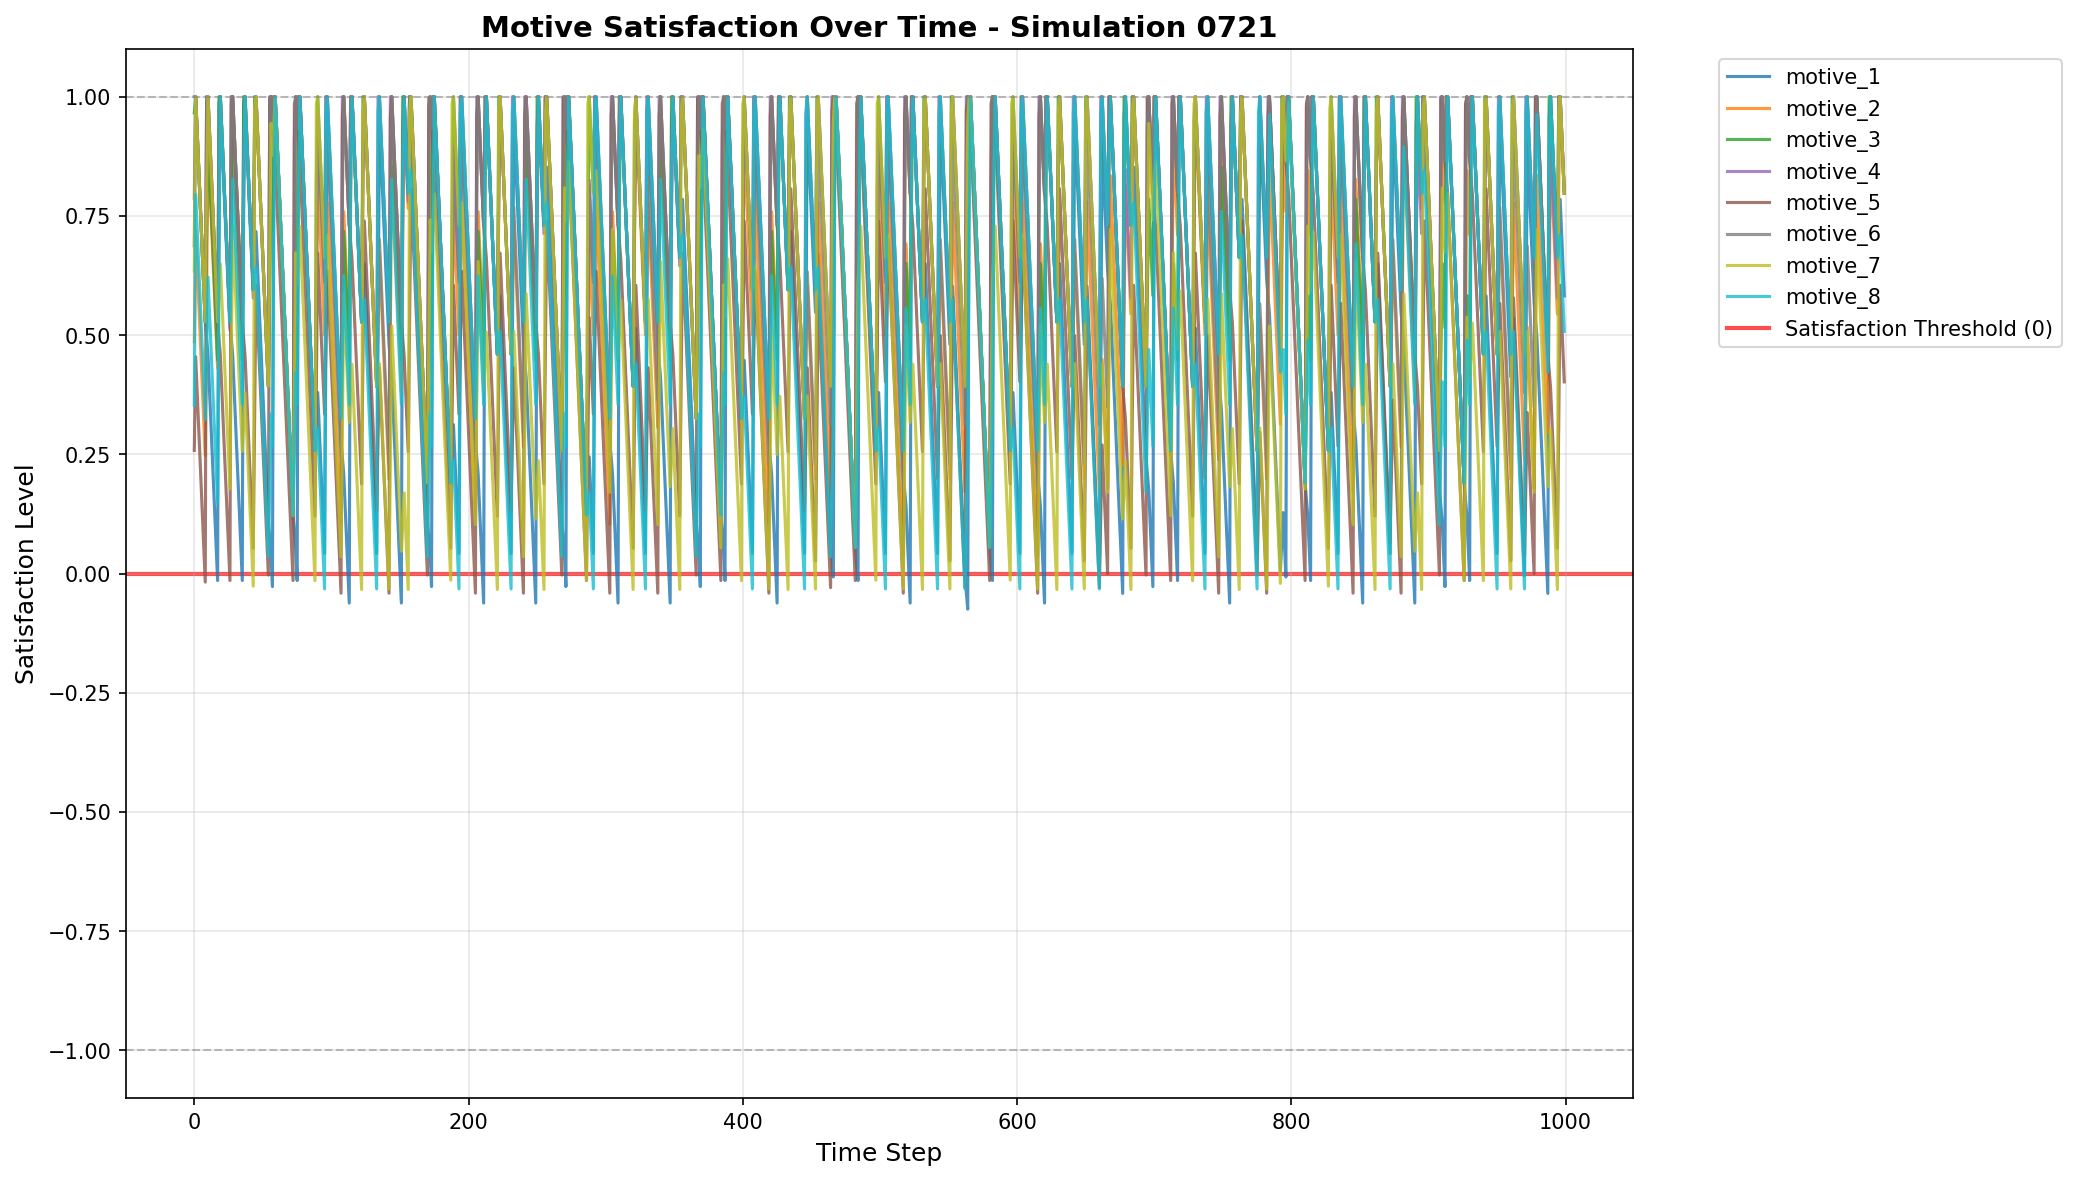 Motive Satisfaction Over Time - Simulation 0721
1.00
0.75
0.50
0.25
0.00
−0.25
−0.50
−0.75
−1.00
Satisfaction Level
0
200
400
600
800
1000
Time Step
motive_1
motive_2
motive_3
motive_4
motive_5
motive_6
motive_7
motive_8
Satisfaction Threshold (0)